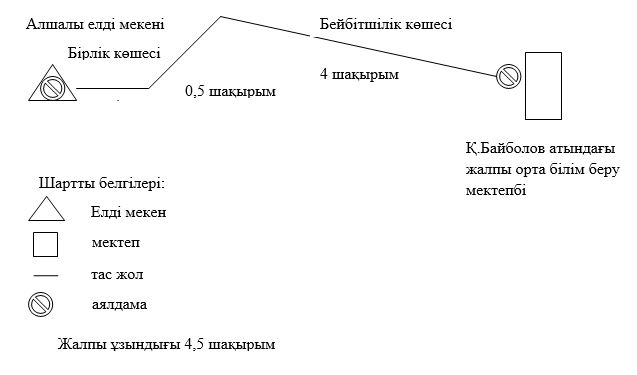 Алшалы елді мекені
Бейбітшілік көшесі
Бірлік көшесі
4 шақырым
0,5 шақырым
Қ.Байболов атындағы
жалпы орта білім беру
мектепбі
Шартты белгілері:
Елді мекен
мектеп
тас жол
аялдама
Жалпы ұзындығы 4,5 шақырым